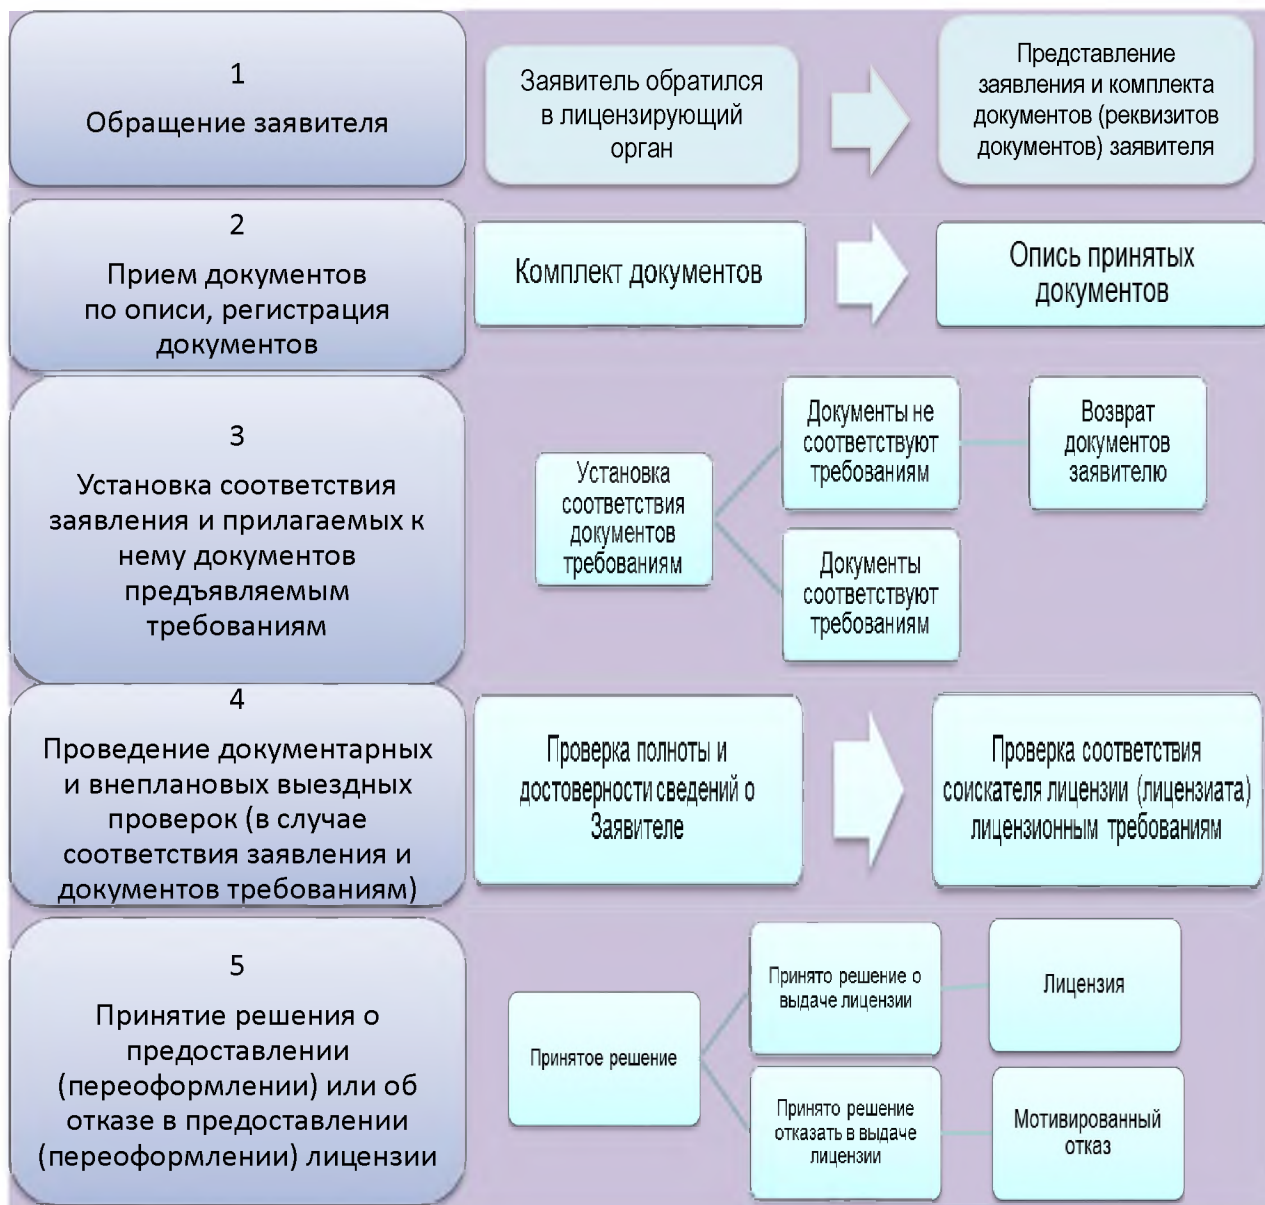 1
Обращение заявителя
Заявитель обратился
в лицензирующий
орган
Представление
заявления и комплекта
документов (реквизитов
документов) заявителя
2
Прием документов
по описи, регистрация
документов
Комплект документов
Опись принятых
документов
3
Установка соответствия
заявления и прилагаемых к
нему документов
предъявляемым
требованиям
Установка
соответствия
документов
требованиям
Документы не
соответствуют
требованиям
Возврат
документов
заявителю
Документы
соответствуют
требованиям
4
Проведение документарных
и внеплановых выездных
проверок (в случае
соответствия заявления и
документов требованиям)
Проверка полноты и
достоверности сведений о
Заявителе
Проверка соответствия
соискателя лицензии (лицензиата)
лицензионным требованиям
5
Принятие решения о
предоставлении
(переоформлении) или об
отказе в предоставлении
(переоформлении) лицензии
Принятое решение
Принято решение о
выдаче лицензии
Лицензия
Принято решение
отказать в выдаче
лицензии
Мотивированный
отказ